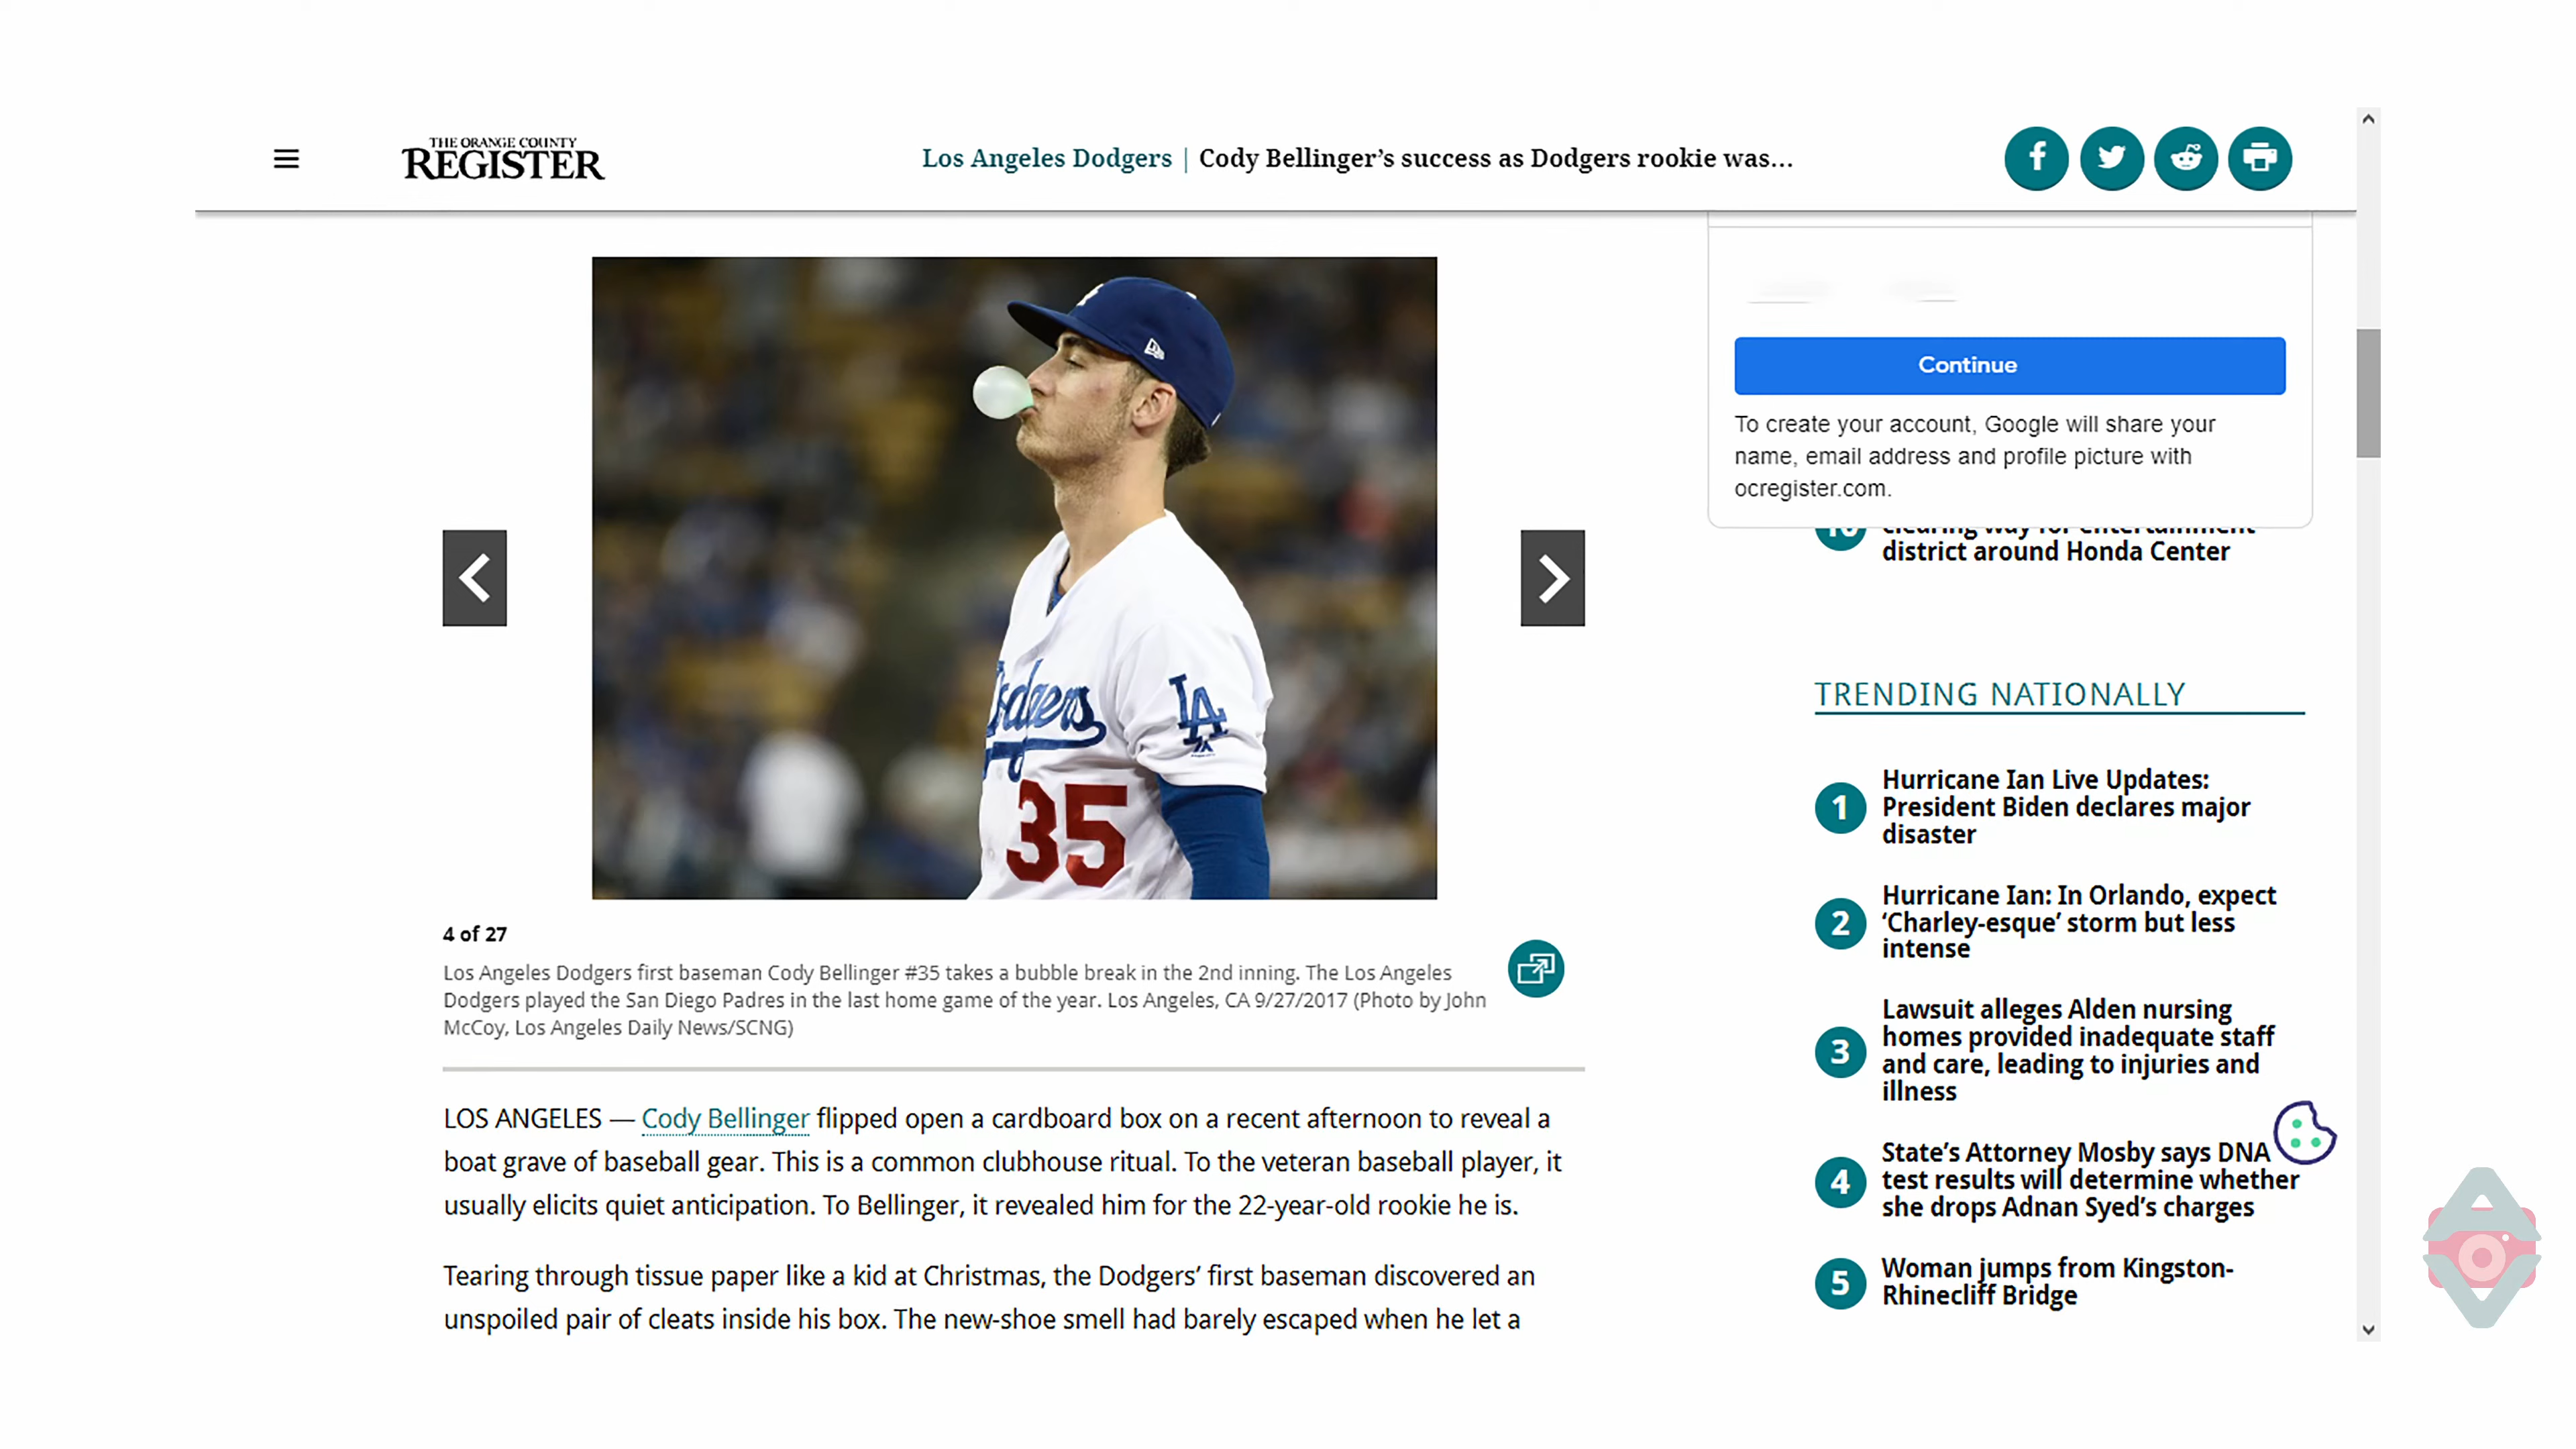 THE ORANGE COUNTY
REGISTER
Los Angeles Dodgers | Cody Bellinger’s success as Dodgers rookie was...
Dodgers
LA
35
4 of 27
Los Angeles Dodgers first baseman Cody Bellinger #35 takes a bubble break in the 2nd inning. The Los Angeles
Dodgers played the San Diego Padres in the last home game of the year. Los Angeles, CA 9/27/2017 (Photo by John
McCoy, Los Angeles Daily News/SCNG)
LOS ANGELES — Cody Bellinger flipped open a cardboard box on a recent afternoon to reveal a
boat grave of baseball gear. This is a common clubhouse ritual. To the veteran baseball player, it
usually elicits quiet anticipation. To Bellinger, it revealed him for the 22-year-old rookie he is.
Tearing through tissue paper like a kid at Christmas, the Dodgers’ first baseman discovered an
unspoiled pair of cleats inside his box. The new-shoe smell had barely escaped when he let a
Continue
To create your account, Google will share your
name, email address and profile picture with
ocregister.com.
10 clearing way for entertainment
district around Honda Center
TRENDING NATIONALLY
1 Hurricane Ian Live Updates:
President Biden declares major
disaster
2 Hurricane Ian: In Orlando, expect
‘Charley-esque’ storm but less
intense
3 Lawsuit alleges Alden nursing
homes provided inadequate staff
and care, leading to injuries and
illness
4 State’s Attorney Mosby says DNA
test results will determine whether
she drops Adnan Syed’s charges
5 Woman jumps from Kingston-
Rhinecliff Bridge